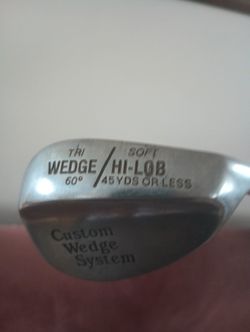 TRI SOFT
WEDGE / HI-LOB
60° / 45 YDS OR LESS
Custom
Wedge
System